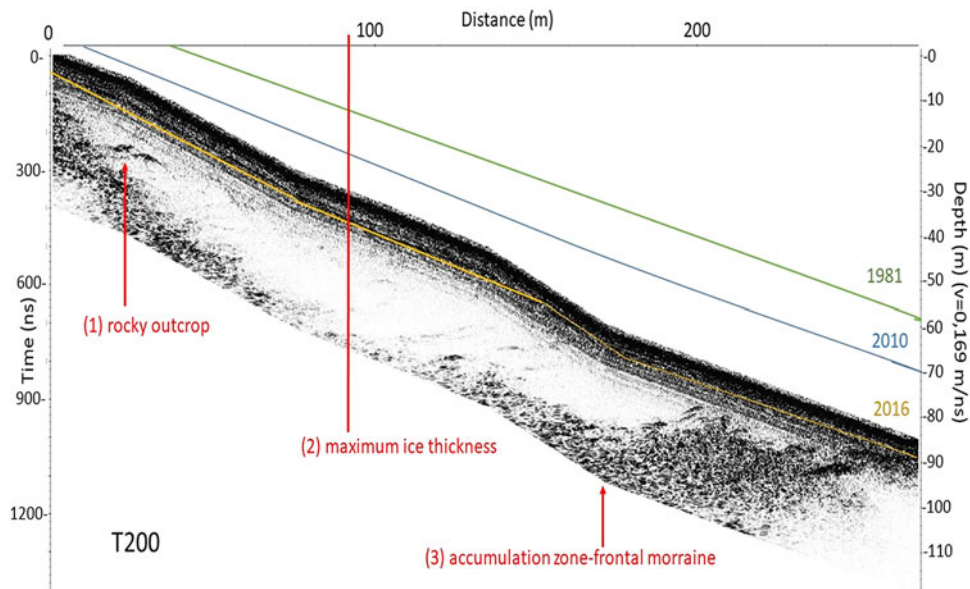 Distance (m)
0 100 200
0-
300-
600-
900-
1200-
Time (ns)
-0
-10
-20
-30
-40
-50
-60
-70
-80
-90
-100
-110
Depth (m) (v=0,169 m/ns)
1981
2010
2016
(1) rocky outcrop
(2) maximum ice thickness
(3) accumulation zone-frontal morraine
T200